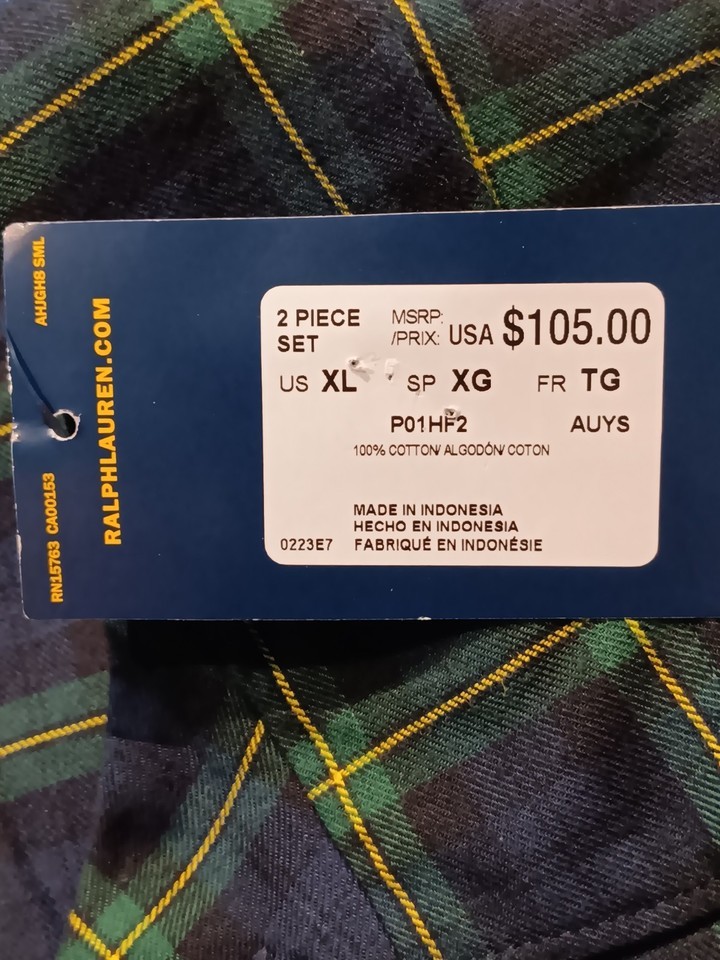 AHJGH8 SML
RALPHLAUREN.COM
RN15763 CA00153
2 PIECE
SET
MSRP:
/PRIX: USA $105.00
US XL SP XG FR TG
P01HF2 AUYS
100% COTTON/ ALGODÓN/ COTON
MADE IN INDONESIA
HECHO EN INDONESIA
0223E7 FABRIQUÉ EN INDONÉSIE